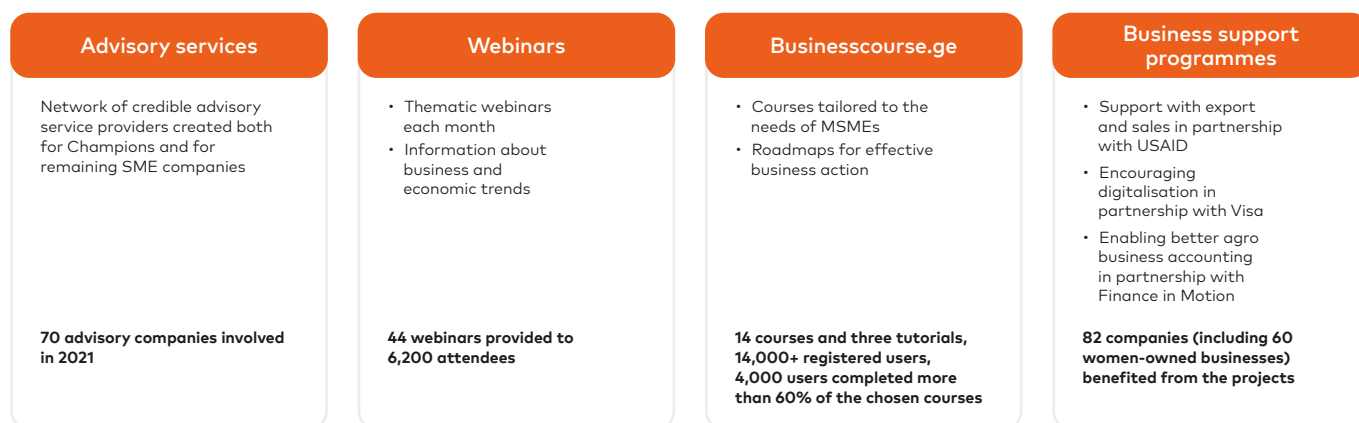 Advisory services
Network of credible advisory
service providers created both
for Champions and for
remaining SME companies
70 advisory companies involved
in 2021
Webinars
• Thematic webinars
each month
• Information about
business and
economic trends
44 webinars provided to
6,200 attendees
Businesscourse.ge
• Courses tailored to the
needs of MSMEs
• Roadmaps for effective
business action
14 courses and three tutorials,
14,000+ registered users,
4,000 users completed more
than 60% of the chosen courses
Business support
programmes
• Support with export
and sales in partnership
with USAID
• Encouraging
digitalisation in
partnership with Visa
• Enabling better agro
business accounting
in partnership with
Finance in Motion
82 companies (including 60
women-owned businesses)
benefited from the projects